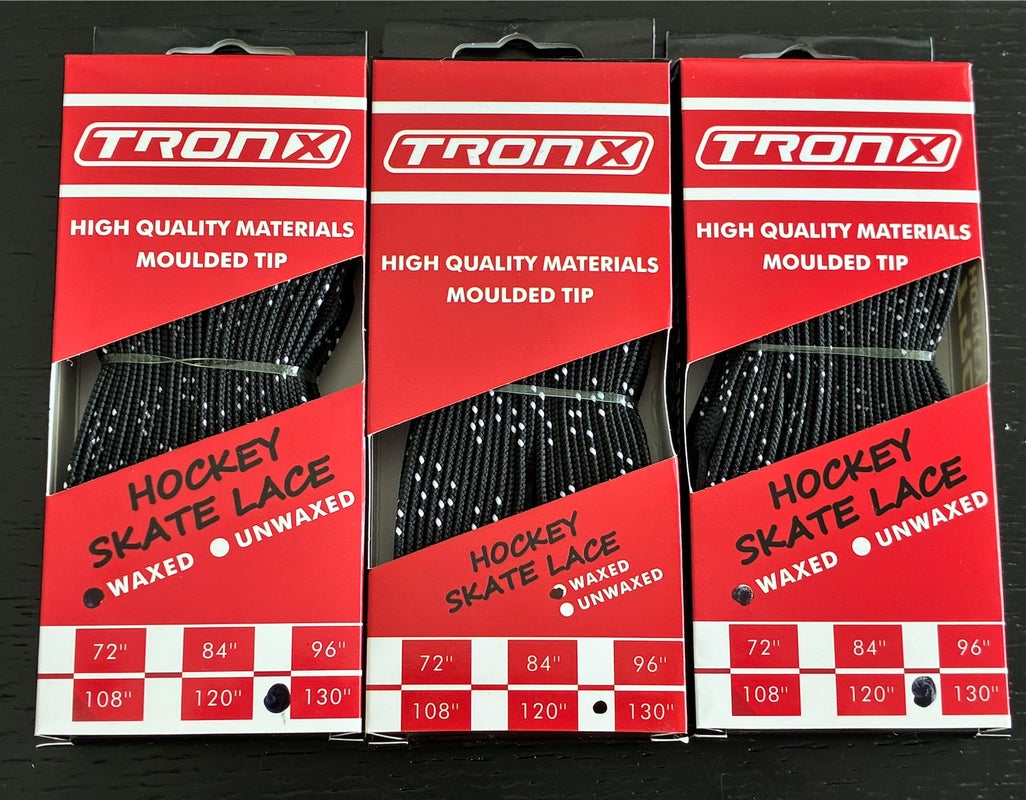 TRONX
HIGH QUALITY MATERIALS
MOULDED TIP
HOCKEY
SKATE LACE
WAXED UNWAXED
72" 84" 96"
108" 120" 130"
TRONX
HIGH QUALITY MATERIALS
MOULDED TIP
HOCKEY
SKATE LACE
WAXED
UNWAXED
72" 84" 96"
108" 120" 130"
TRONX
HIGH QUALITY MATERIALS
MOULDED TIP
HOCKEY
SKATE LACE
WAXED UNWAXED
72" 84" 96"
108" 120" 130"